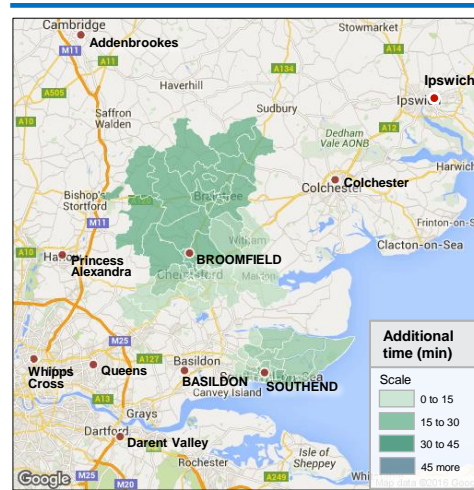 Cambridge
Stowmarket
Addenbrookes
M11
A14
A11
A134
Ipswich
Haverhill
A505
Ipswich
Sudbury
Saffron
Walden
A10
Dedham
Vale AONB
A12
Harwich
Colchester
Colchester
Braintree
Bishop's
Stortford
Frinton-on-S
M11
Clacton-on-Sea
Witham
A10
BROOMFIELD
Princess
Alexandra
Chelmsford
Maldon
M25
A127
Basildon
Additional
time (min)
Whipps
Cross
Queens
BASILDON
SOUTHEND
Canvey Island
Scale
A13
0 to 15
Grays
15 to 30
Dartford
30 to 45
Darent Valley
Isle of
Sheppey
45 more
Rochester
Google
M25
M20
A249
Map data ©2016 Goog